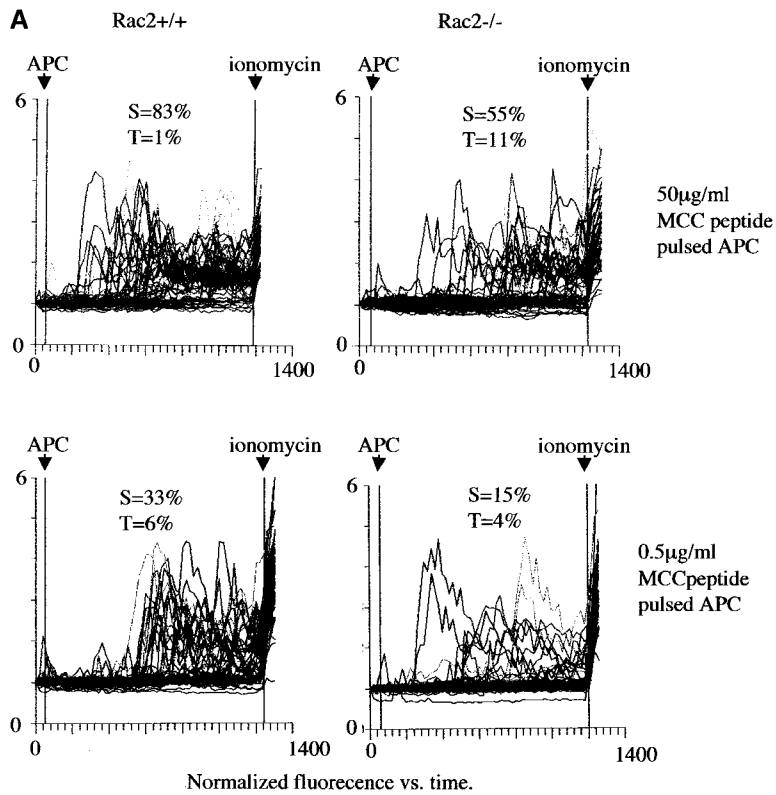 A
Rac2+/+
Rac2-/-
APC
ionomycin
APC
ionomycin
6
S=83%
T=1%
0
0
1400
6
S=55%
T=11%
0
0
1400
50μg/ml
MCC peptide
pulsed APC
APC
ionomycin
APC
ionomycin
6
S=33%
T=6%
0
0
1400
6
S=15%
T=4%
0
0
1400
0.5μg/ml
MCCpeptide
pulsed APC
Normalized fluorecence vs. time.